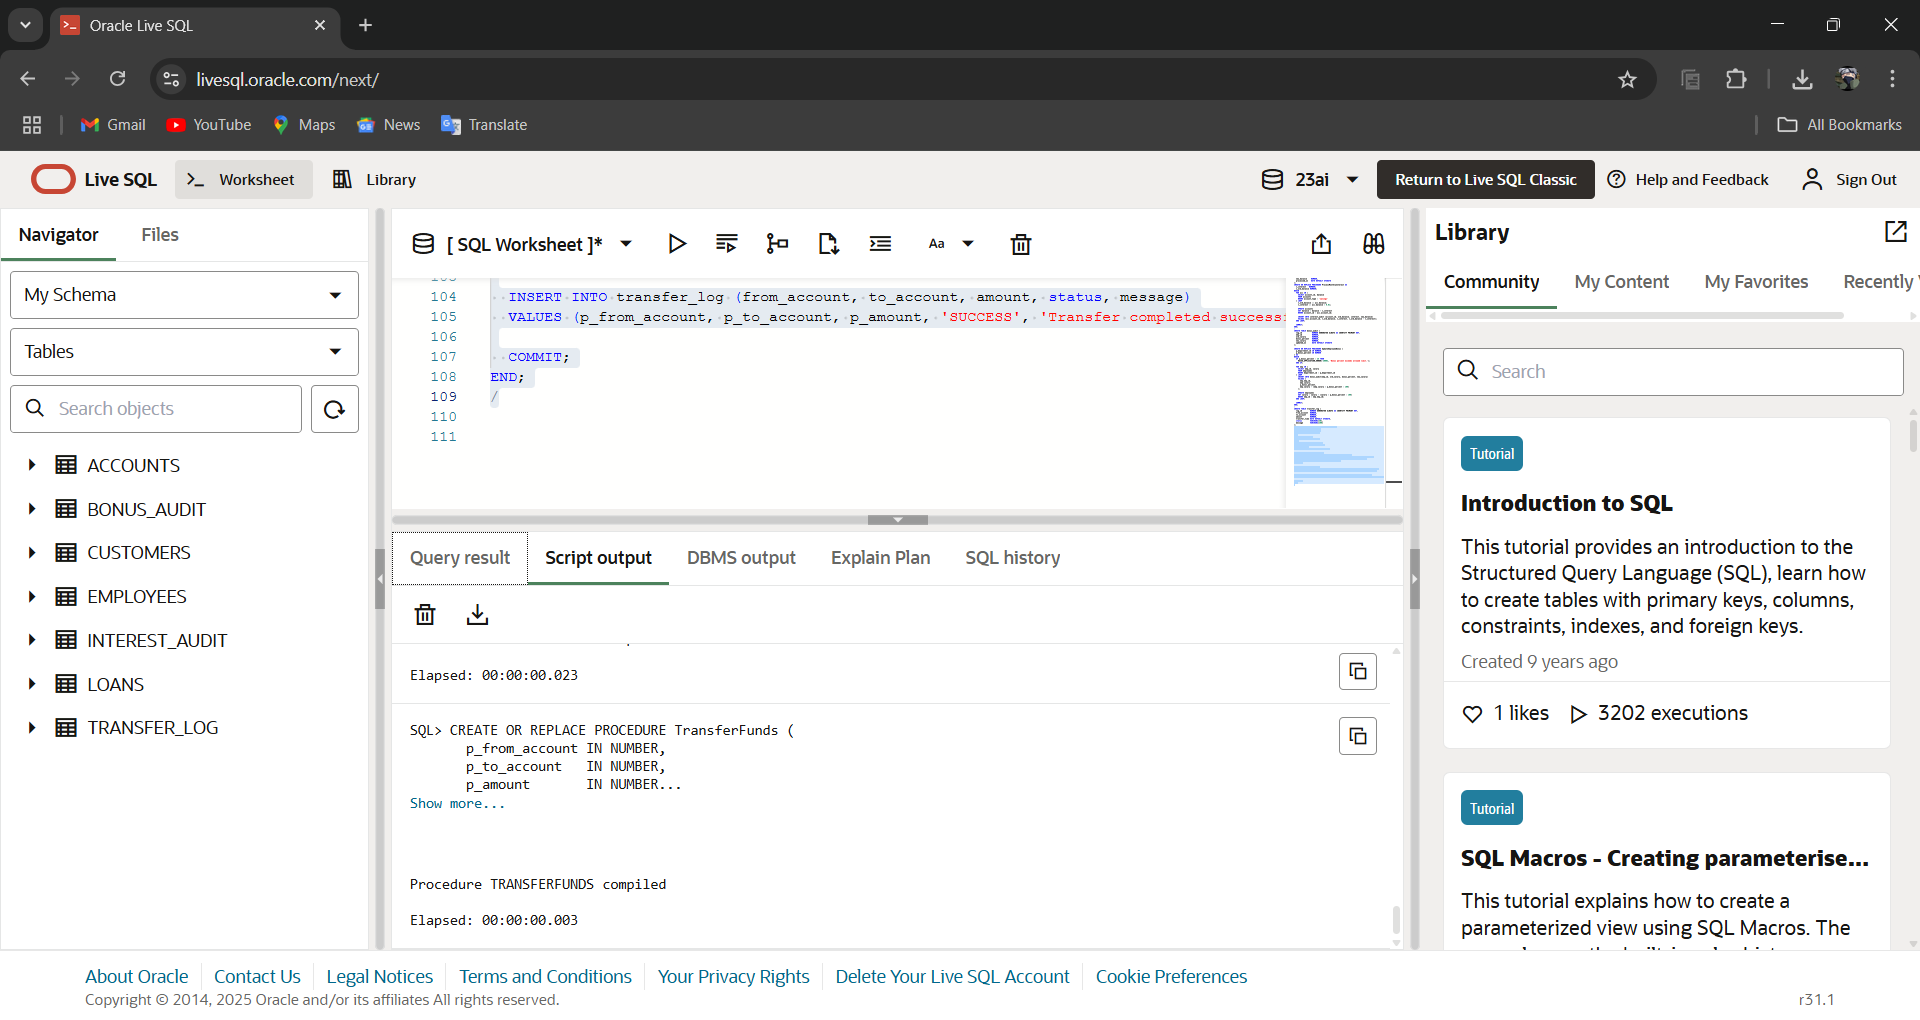 Oracle Live SQL
livesql.oracle.com/next/
Gmail
YouTube
Maps
News
Translate
All Bookmarks
Live SQL
Worksheet
Library
23ai
Return to Live SQL Classic
Help and Feedback
Sign Out
Navigator
Files
My Schema
Tables
Search objects
ACCOUNTS
BONUS_AUDIT
CUSTOMERS
EMPLOYEES
INTEREST_AUDIT
LOANS
TRANSFER_LOG
[ SQL Worksheet ]*
Aa
104 INSERT INTO transfer_log (from_account, to_account, amount, status, message)
105 VALUES (p_from_account, p_to_account, p_amount, 'SUCCESS', 'Transfer completed success
106
107 COMMIT;
108 END;
109 /
110
111
Query result
Script output
DBMS output
Explain Plan
SQL history
Elapsed: 00:00:00.023
SQL> CREATE OR REPLACE PROCEDURE TransferFunds (
p_from_account IN NUMBER,
p_to_account IN NUMBER,
p_amount IN NUMBER...
Show more...
Procedure TRANSFERFUNDS compiled
Elapsed: 00:00:00.003
Library
Community
My Content
My Favorites
Recently
Search
Tutorial
Introduction to SQL
This tutorial provides an introduction to the
Structured Query Language (SQL), learn how
to create tables with primary keys, columns,
constraints, indexes, and foreign keys.
Created 9 years ago
1 likes
3202 executions
Tutorial
SQL Macros - Creating parameterise...
This tutorial explains how to create a
parameterized view using SQL Macros. The
About Oracle
Contact Us
Legal Notices
Terms and Conditions
Your Privacy Rights
Delete Your Live SQL Account
Cookie Preferences
Copyright © 2014, 2025 Oracle and/or its affiliates All rights reserved.
r31.1